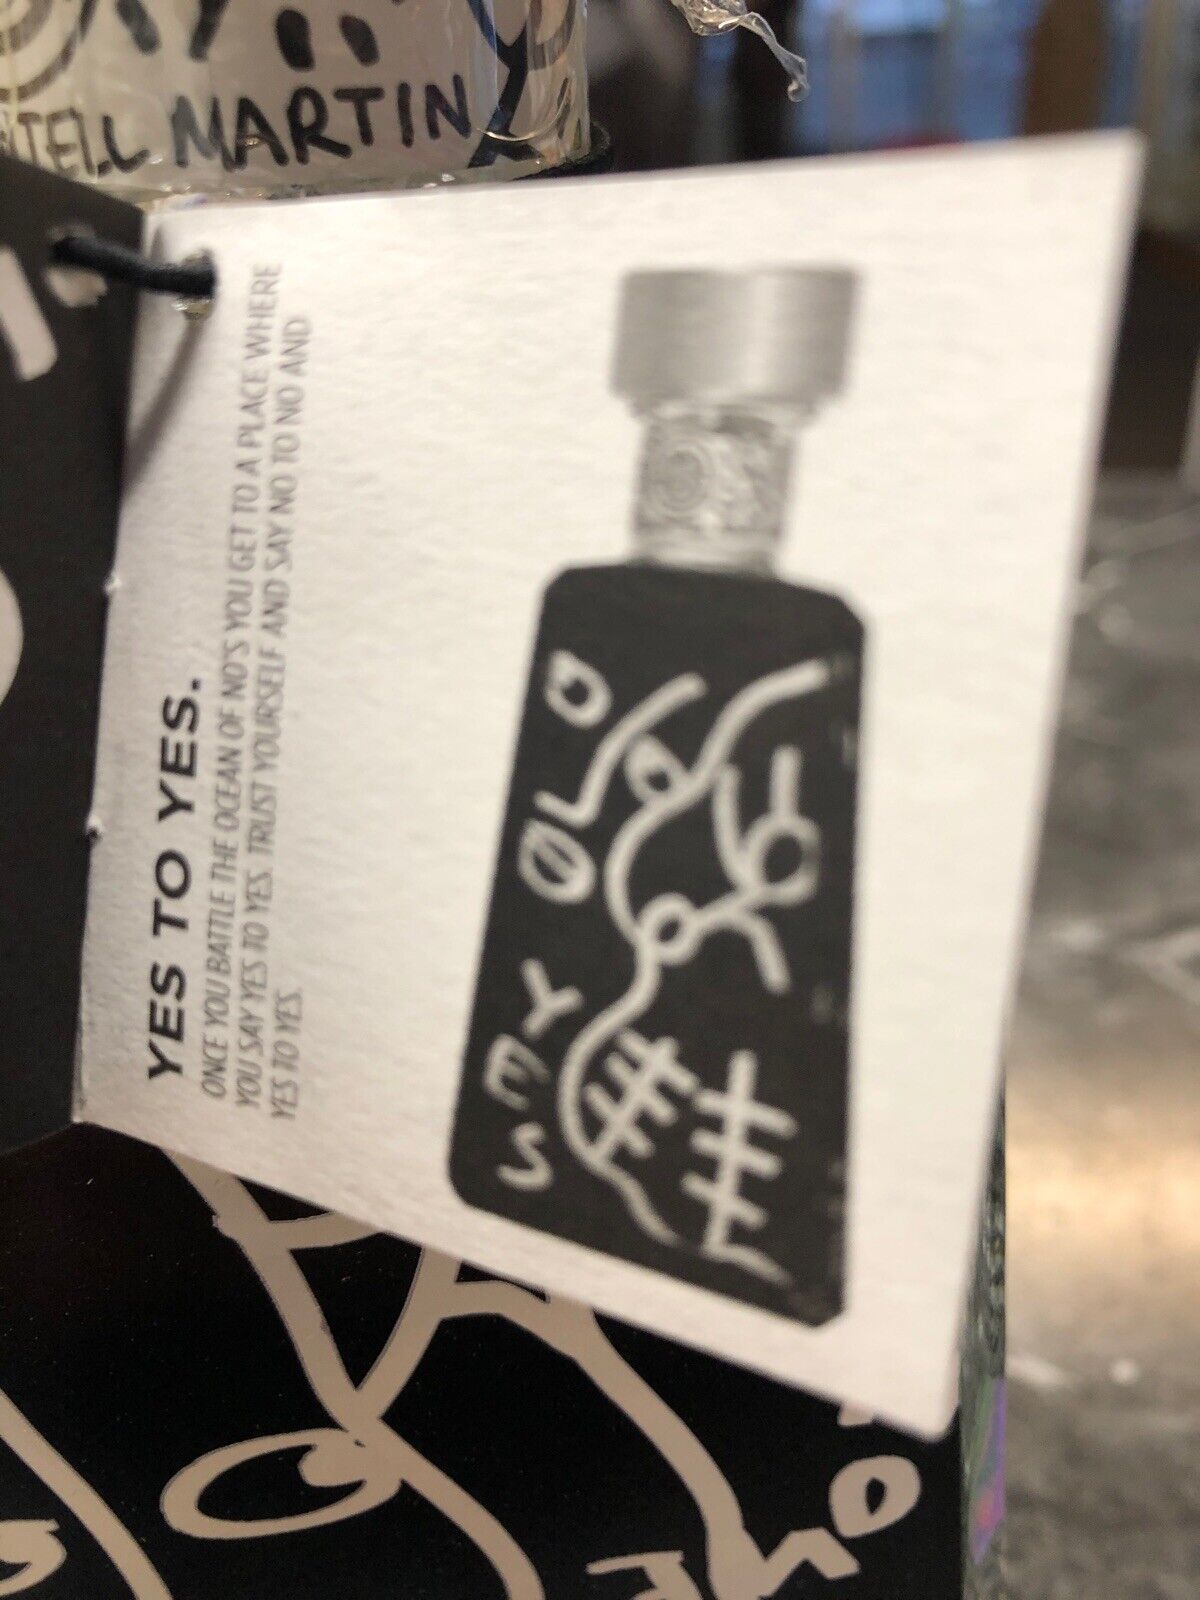 TELL MARTIN
YES TO YES.
ONCE YOU BATTLE THE OCEAN OF NO'S YOU GET TO A PLACE WHERE
YOU SAY YES TO YES. TRUST YOURSELF AND SAY NO TO NO AND
YES TO YES.
YES